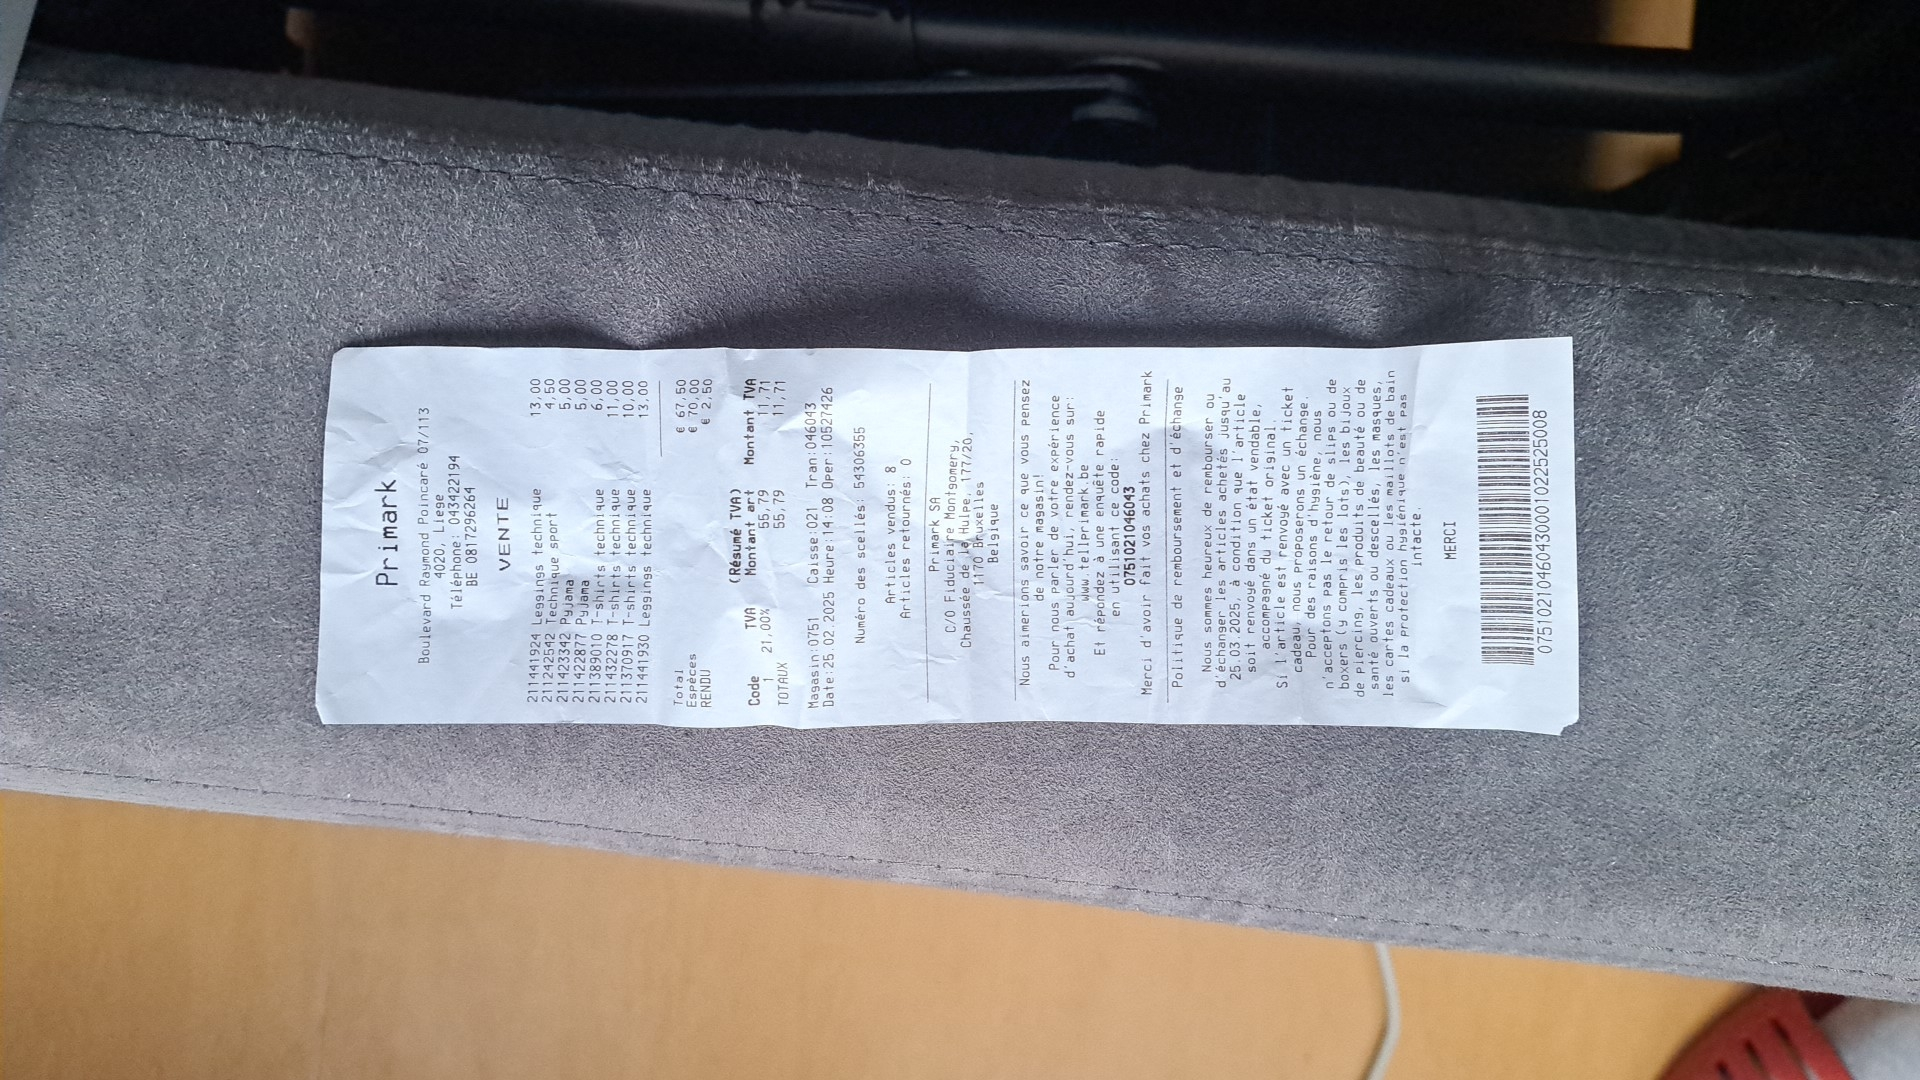 Primark
Boulevard Raymond Poincaré 07/113
4020, Liege
Téléphone: 043422194
BE 0817296264
VENTE
211441924 Leggings technique 13,00
211242542 Technique sport 4,50
211423342 Pyjama 5,00
211422877 Pyjama 5,00
211389010 T-shirts technique 6,00
211432278 T-shirts technique 11,00
211370917 T-shirts technique 10,00
211441930 Leggings technique 13,00
Total € 67,50
Espèces € 70,00
RENDU € 2,50
(Résumé TVA)
Code TVA Montant art Montant TVA
1 21,00% 55,79 11,71
TOTAUX 55,79 11,71
Magasin:0751 Caisse:021 Tran:046043
Date:25.02.2025 Heure:14:08 Oper:10527426
Numéro des scellés: 54306355
Articles vendus: 8
Articles retournés: 0
Primark SA
C/O Fiduciaire Montgomery,
Chaussée de la Hulpe, 177/20,
1170 Bruxelles
Belgique
Nous aimerions savoir ce que vous pensez
de notre magasin!
Pour nous parler de votre expérience
d'achat aujourd'hui, rendez-vous sur:
www.tellprimark.be
Et répondez à une enquête rapide
en utilisant ce code:
0751021046043
Merci d'avoir fait vos achats chez Primark
Politique de remboursement et d'échange
Nous sommes heureux de rembourser ou
d'échanger les articles achetés jusqu'au
25.03.2025, à condition que l'article
soit renvoyé dans un état vendable,
accompagné du ticket original.
Si l'article est renvoyé avec un ticket
cadeau, nous proposerons un échange.
Pour des raisons d'hygiène, nous
n'acceptons pas le retour de slips ou de
boxers (y compris les lots), les bijoux
de piercing, les produits de beauté ou de
santé ouverts ou descellés, les masques,
les cartes cadeaux ou les maillots de bain
si la protection hygiénique n'est pas
intacte.
MERCI
0751021046043000102252500​8